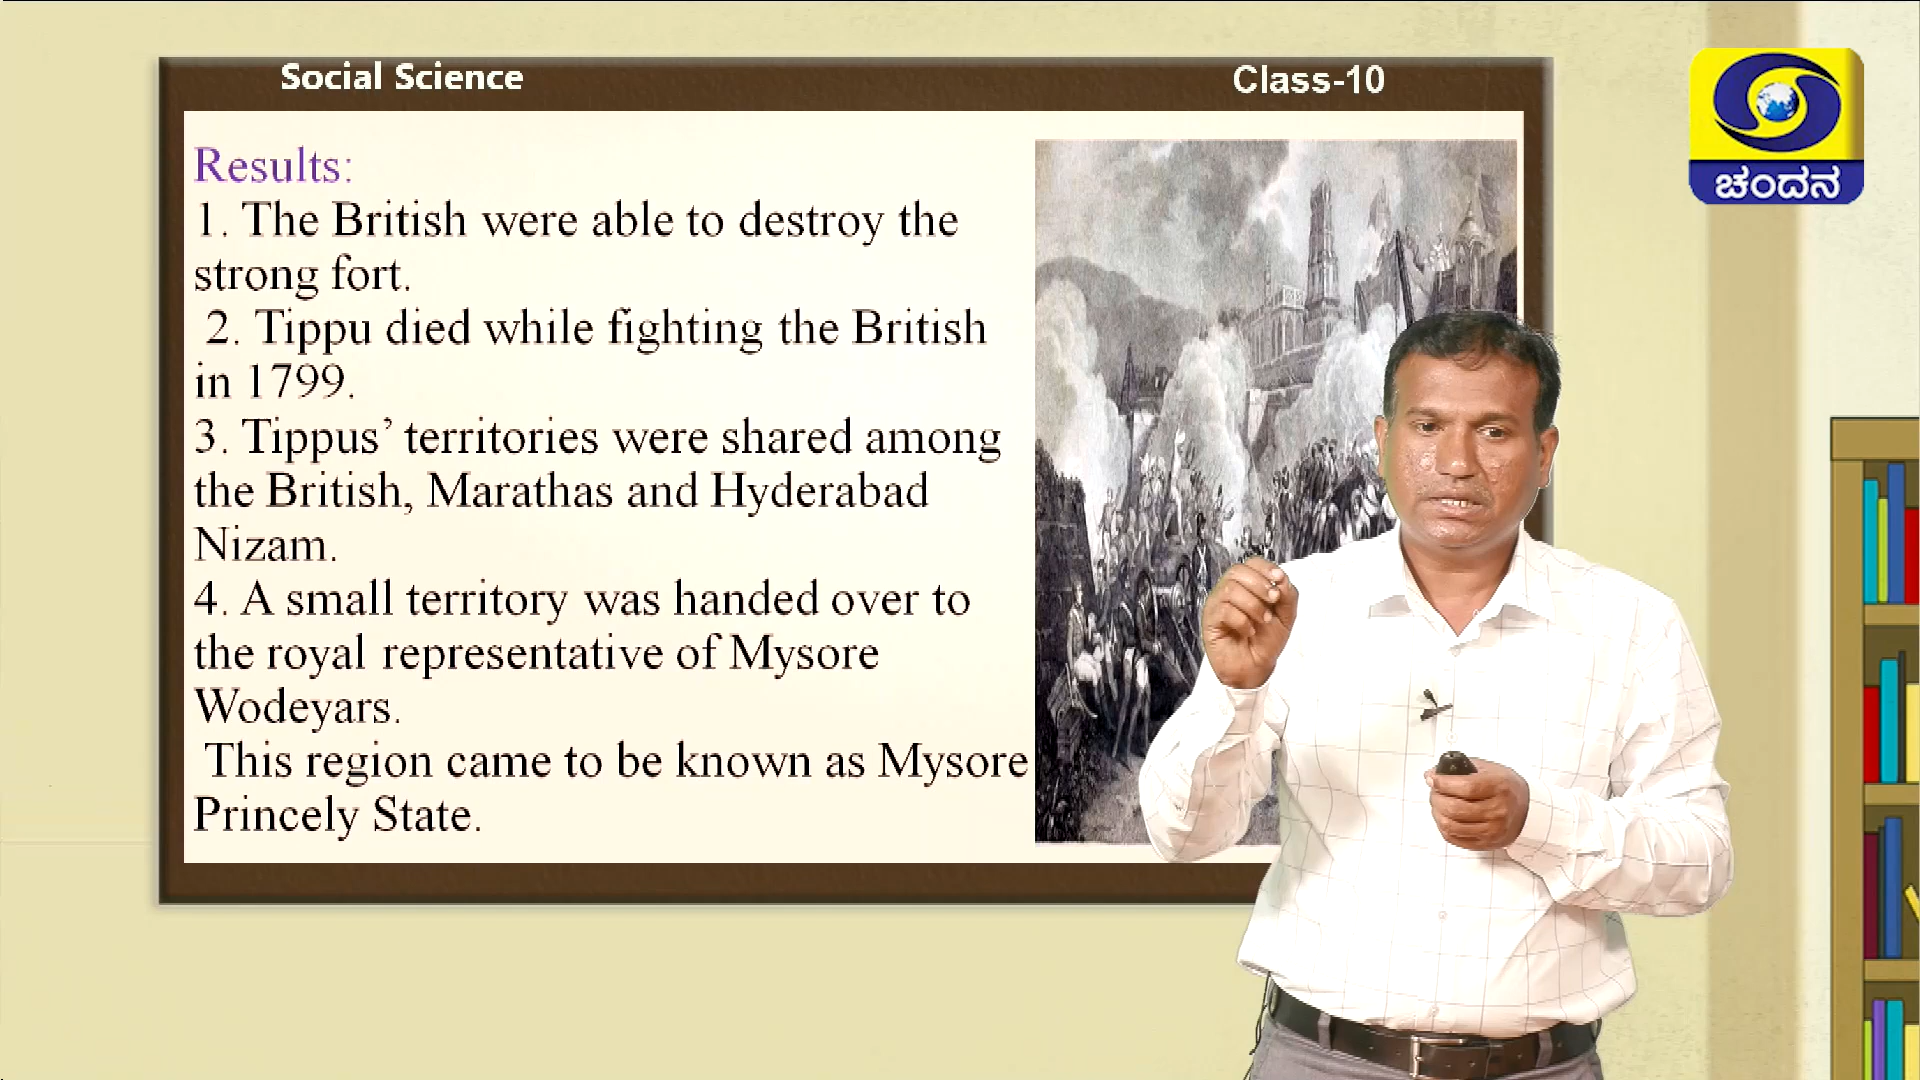 Social Science
Class-10
Results:
1. The British were able to destroy the
strong fort.
2. Tippu died while fighting the British
in 1799.
3. Tippus’ territories were shared among
the British, Marathas and Hyderabad
Nizam.
4. A small territory was handed over to
the royal representative of Mysore
Wodeyars.
This region came to be known as Mysore
Princely State.
ಚಂದನ